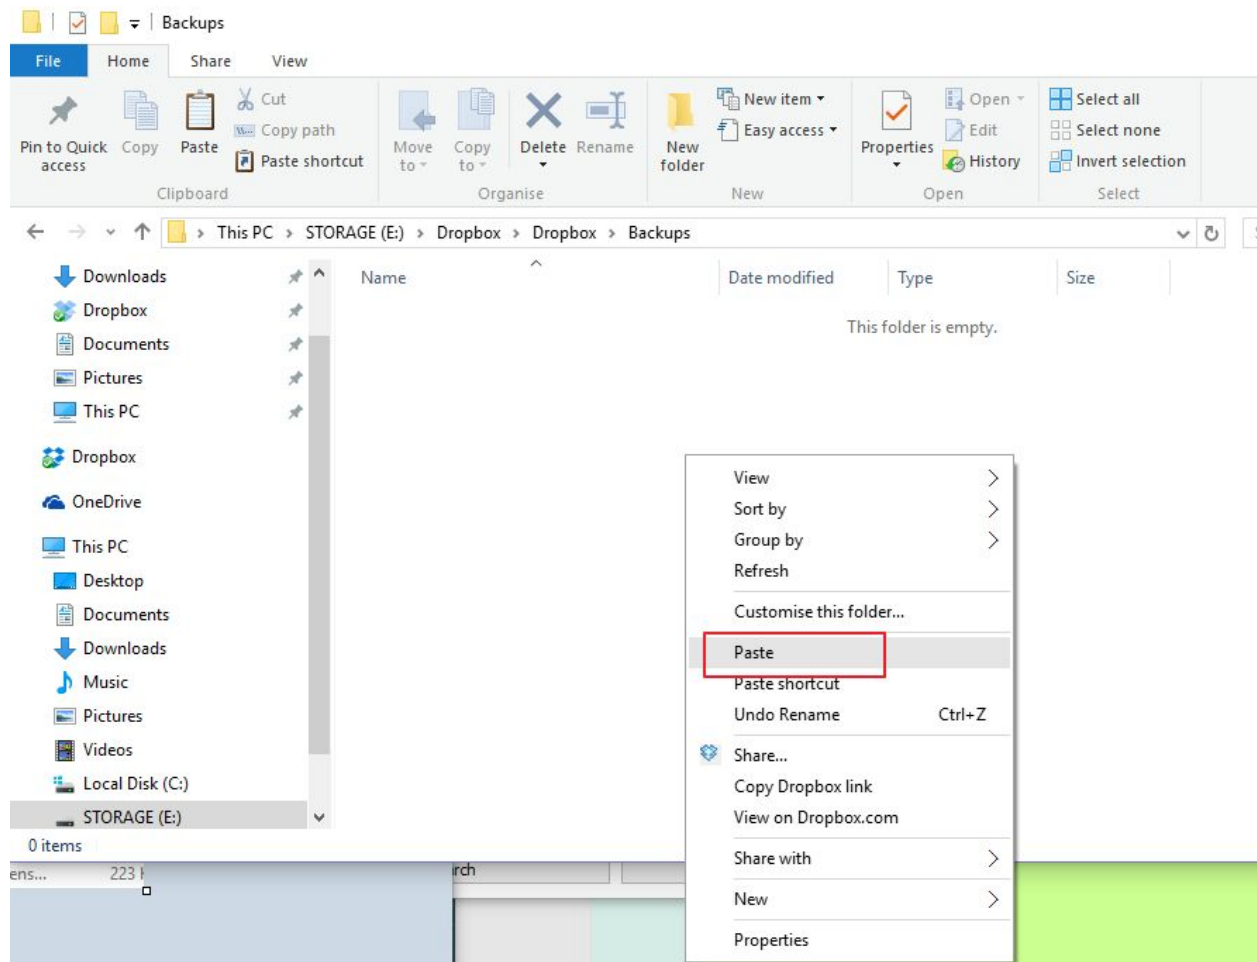 Backups
File Home Share View
Pin to Quick access
Copy
Paste
Cut
Copy path
Paste shortcut
Clipboard
Move to
Copy to
Delete
Rename
Organise
New folder
New item
Easy access
New
Properties
Open
Edit
History
Open
Select all
Select none
Invert selection
Select
This PC > STORAGE (E:) > Dropbox > Dropbox > Backups
Downloads
Dropbox
Documents
Pictures
This PC
Dropbox
OneDrive
This PC
Desktop
Documents
Downloads
Music
Pictures
Videos
Local Disk (C:)
STORAGE (E:)
Name Date modified Type Size
This folder is empty.
View
Sort by
Group by
Refresh
Customise this folder...
Paste
Paste shortcut
Undo Rename Ctrl+Z
Share...
Copy Dropbox link
View on Dropbox.com
Share with
New
Properties
0 items
ens... 223